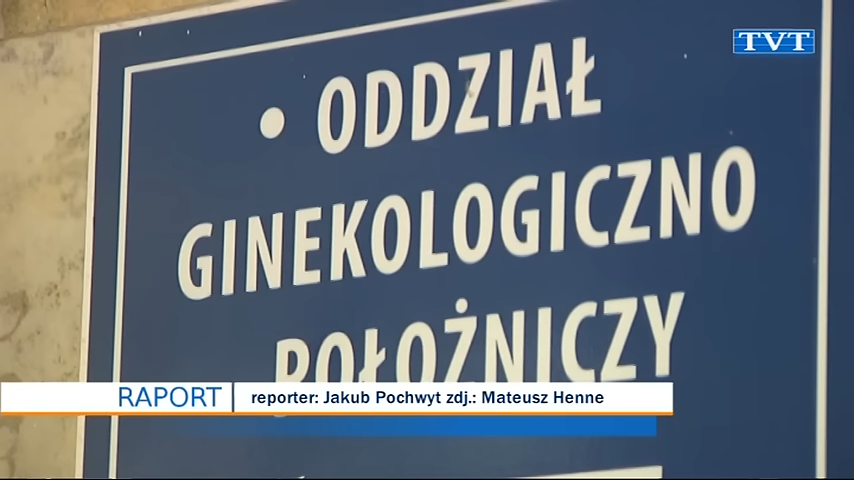 TVT
• ODDZIAŁ
GINEKOLOGICZNO
POŁOŻNICZY
RAPORT reporter: Jakub Pochwyt zdj.: Mateusz Henne